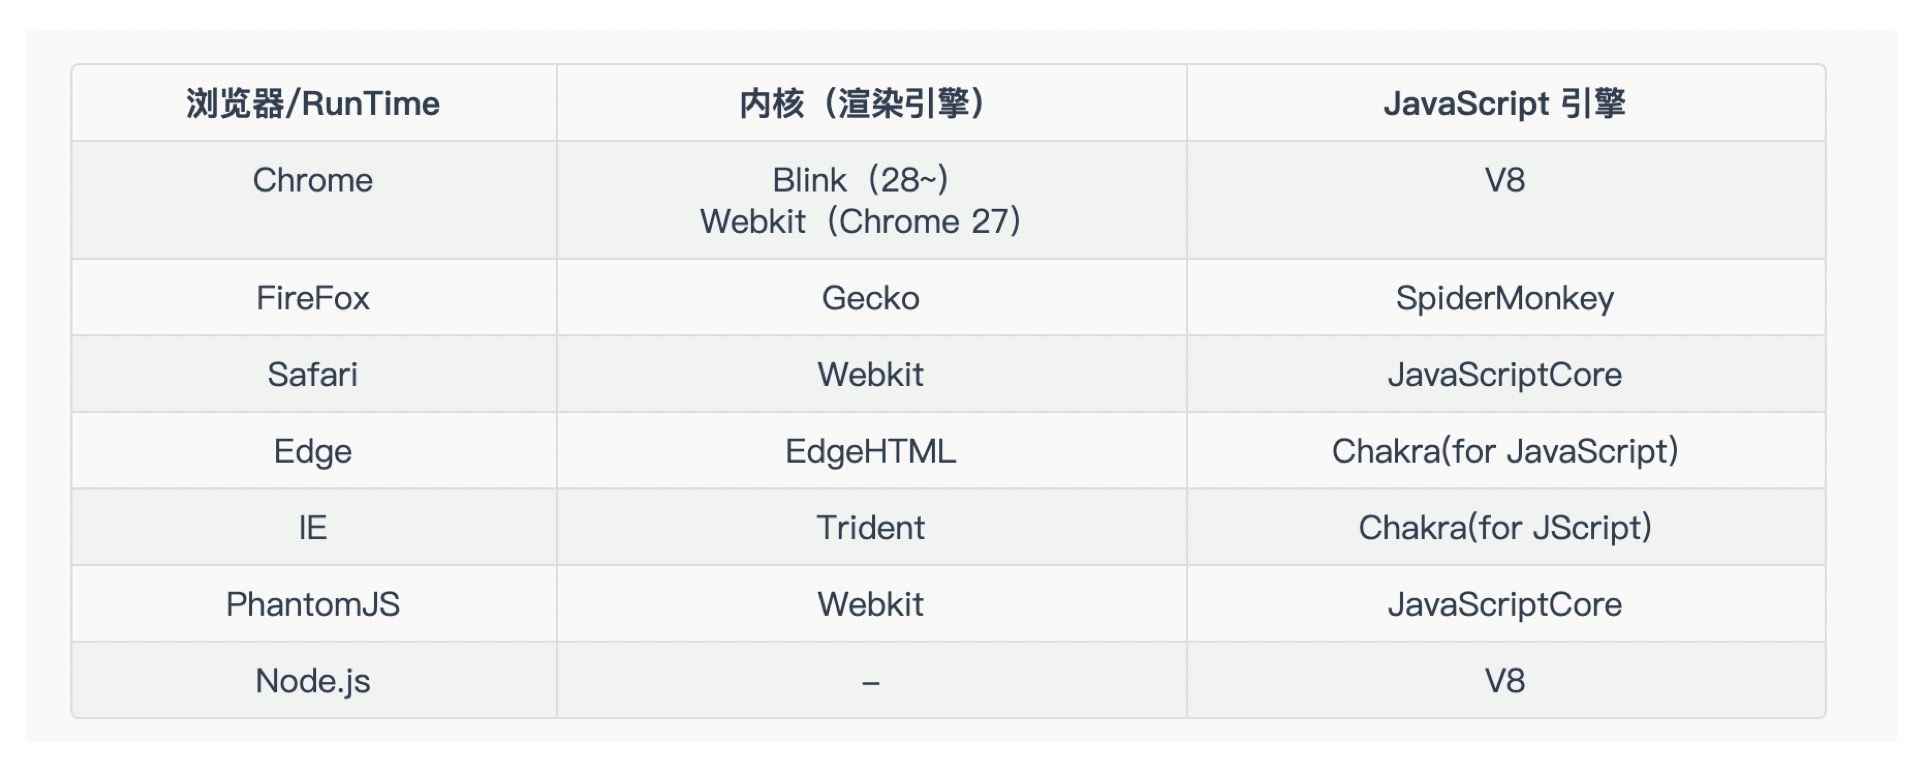 浏览器/RunTime 内核（渲染引擎） JavaScript 引擎
Chrome Blink（28~） V8
Webkit（Chrome 27）
FireFox Gecko SpiderMonkey
Safari Webkit JavaScriptCore
Edge EdgeHTML Chakra(for JavaScript)
IE Trident Chakra(for JScript)
PhantomJS Webkit JavaScriptCore
Node.js – V8